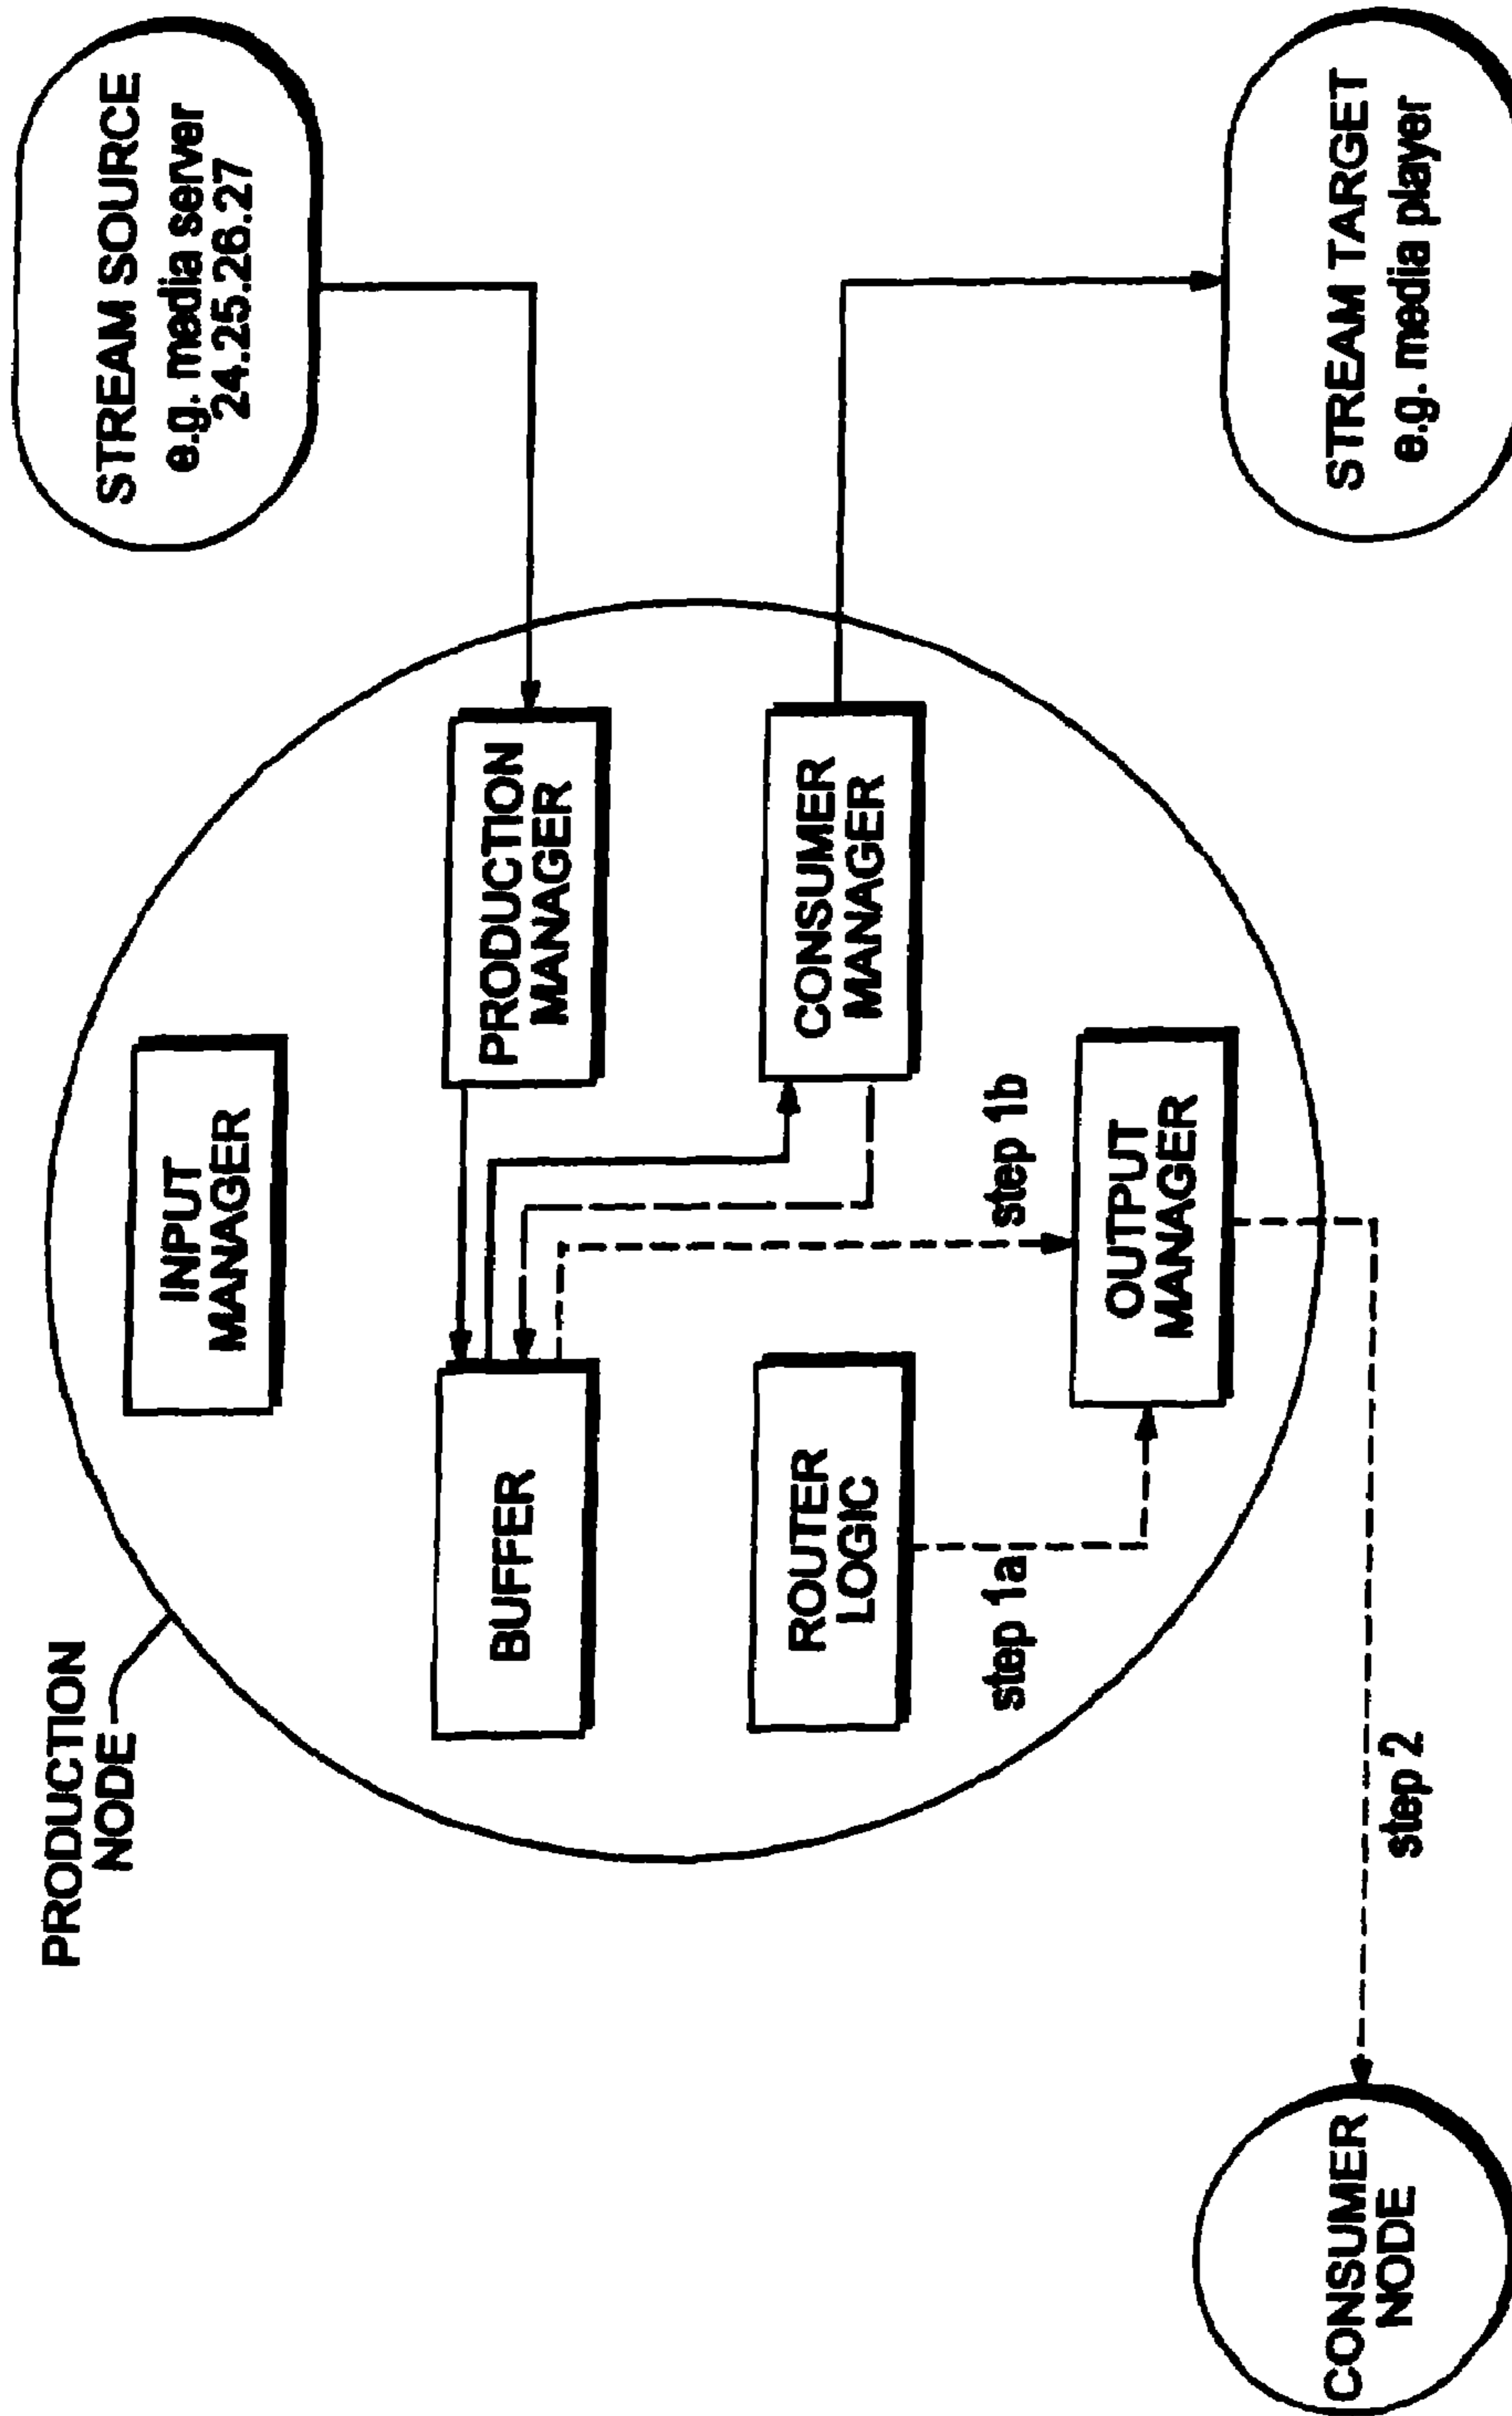 PRODUCTION
NODE
INPUT
MANAGER
STREAM SOURCE
e.g. media server
24.25.26.27
BUFFER
PRODUCTION
MANAGER
ROUTER
LOGIC
CONSUMER
MANAGER
step 1a
step 1b
OUTPUT
MANAGER
CONSUMER
NODE
step 2
STREAM TARGET
e.g. media player